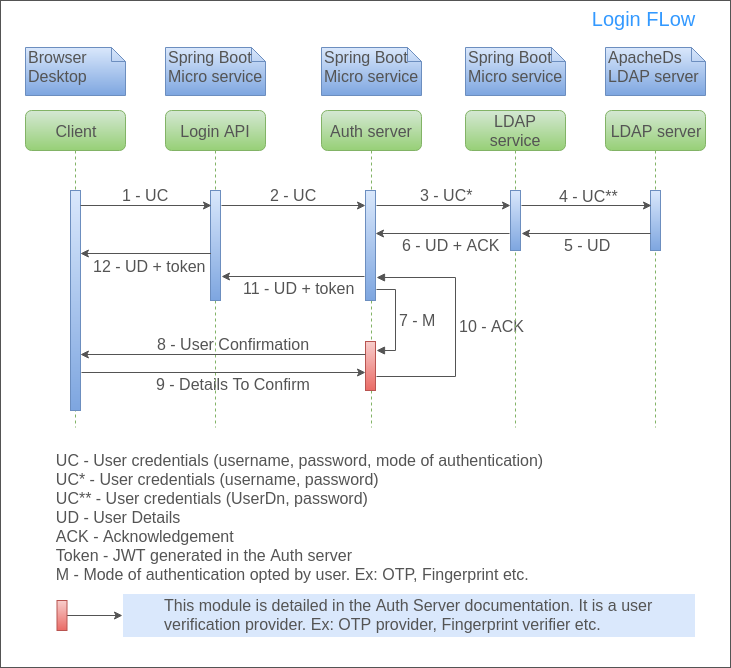 Login FLow
Browser
Desktop
Spring Boot
Micro service
Spring Boot
Micro service
Spring Boot
Micro service
ApacheDs
LDAP server
Client
Login API
Auth server
LDAP
service
LDAP server
1 - UC
2 - UC
3 - UC*
4 - UC**
6 - UD + ACK
5 - UD
12 - UD + token
11 - UD + token
7 - M
10 - ACK
8 - User Confirmation
9 - Details To Confirm
UC - User credentials (username, password, mode of authentication)
UC* - User credentials (username, password)
UC** - User credentials (UserDn, password)
UD - User Details
ACK - Acknowledgement
Token - JWT generated in the Auth server
M - Mode of authentication opted by user. Ex: OTP, Fingerprint etc.
This module is detailed in the Auth Server documentation. It is a user
verification provider. Ex: OTP provider, Fingerprint verifier etc.